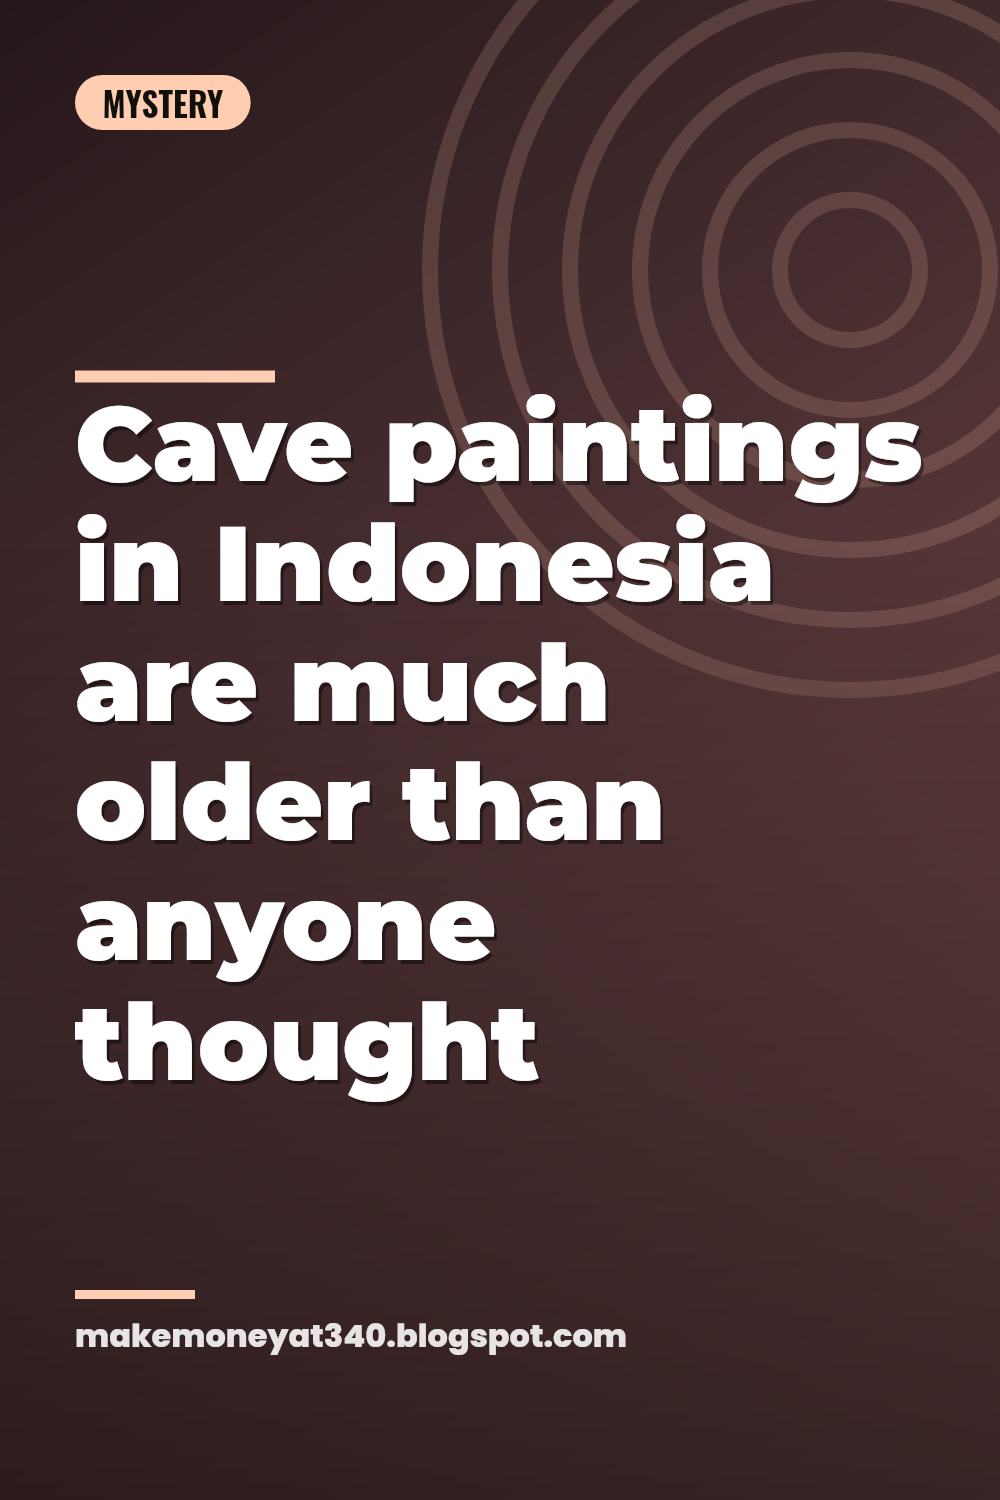 MYSTERY
Cave paintings
in Indonesia
are much
older than
anyone
thought
makemoneyat340.blogspot.com